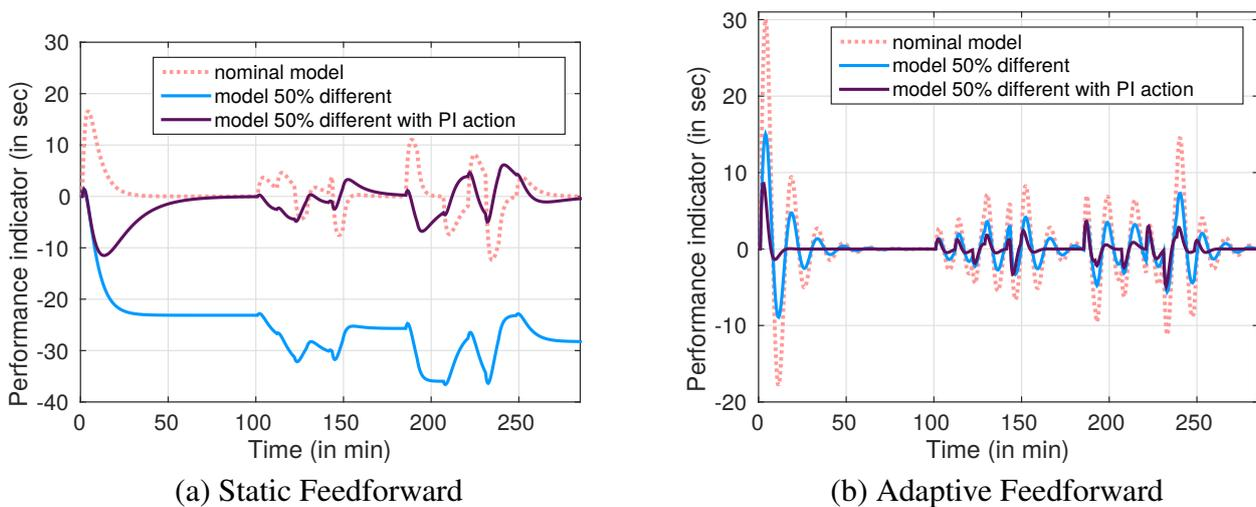 30
20
10
0
-10
-20
-30
-40
0
50
100
150
200
250
Performance indicator (in sec)
Time (in min)
nominal model
model 50% different
model 50% different with PI action
(a) Static Feedforward
30
20
10
0
-10
-20
0
50
100
150
200
250
Performance indicator (in sec)
Time (in min)
nominal model
model 50% different
model 50% different with PI action
(b) Adaptive Feedforward